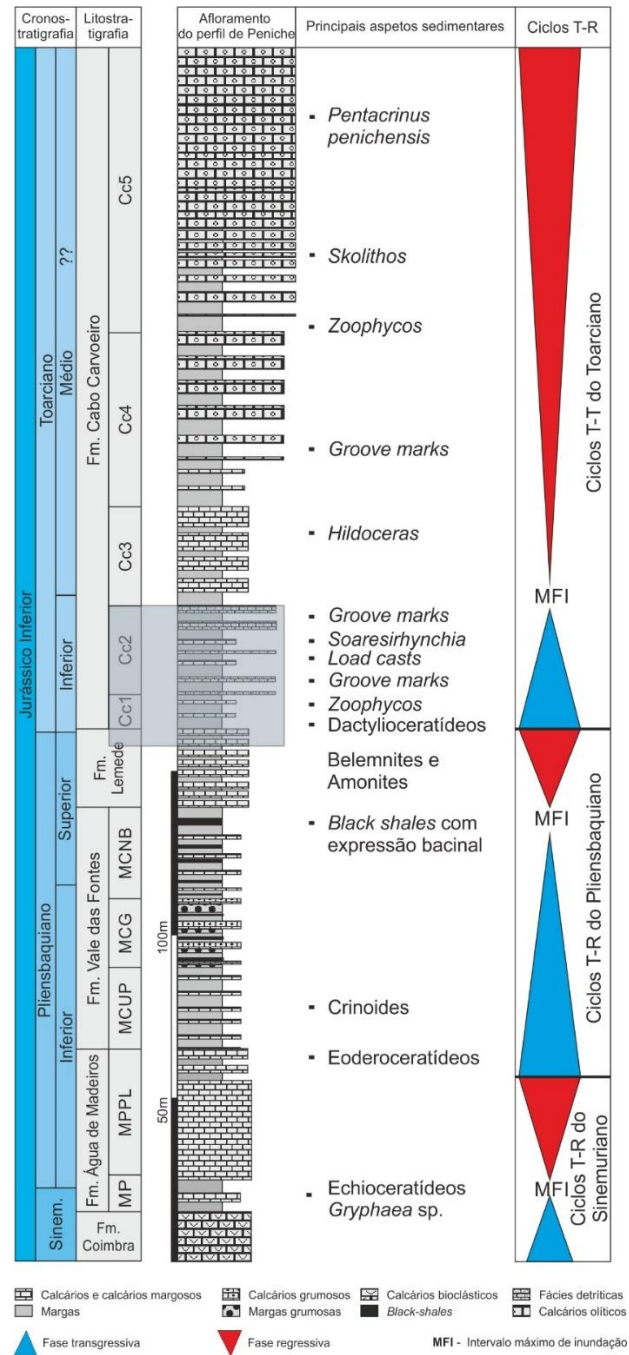 Cronos-
tratigrafia
Litostra-
tigrafia
Afloramento
do perfil de Peniche
Principais aspetos sedimentares
Ciclos T-R
Jurássico Inferior
Toarciano
Médio
??
Inferior
Pliensbaquiano
Superior
Inferior
Sinem.
Fm. Cabo Carvoeiro
Cc5
Cc4
Cc3
Cc2
Cc1
Fm.
Lemede
Fm. Vale das Fontes
MCNB
MCG
MCUP
Fm. Água de Madeiros
MPPL
MP
Fm.
Coimbra
100m
50m
- Pentacrinus
penichensis
- Skolithos
- Zoophycos
- Groove marks
- Hildoceras
- Groove marks
- Soaresirhynchia
- Load casts
- Groove marks
- Zoophycos
- Dactylioceratídeos
Belemnites e
Amonites
- Black shales com
expressão bacinal
- Crinoides
- Eoderoceratídeos
- Echioceratídeos
Gryphaea sp.
Ciclos T-T do Toarciano
MFI
Ciclos T-R do Pliensbaquiano
MFI
Ciclos T-R do
Sinemuriano
MFI
Calcários e calcários margosos
Calcários grumosos
Calcários bioclásticos
Fácies detríticas
Margas
Margas grumosas
Black-shales
Calcários olíticos
Fase transgressiva
Fase regressiva
MFI - Intervalo máximo de inundação